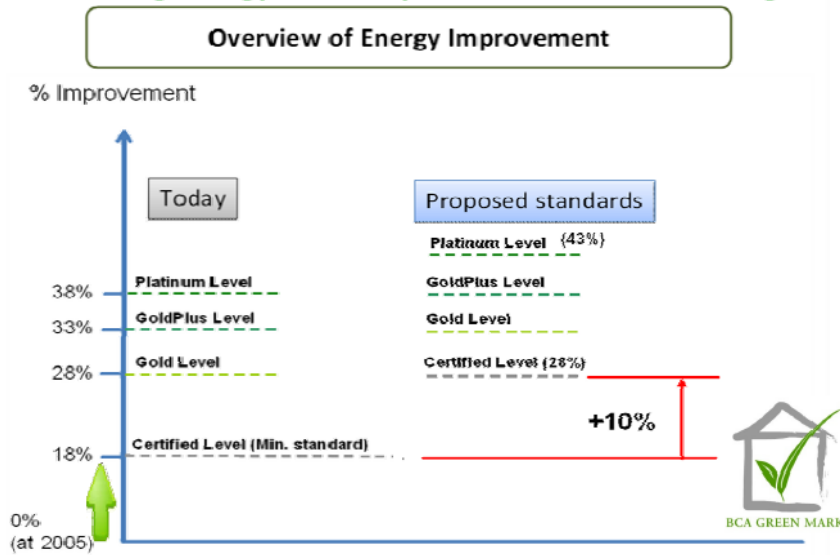 Overview of Energy Improvement
% Improvement
Today
Proposed standards
Platinum Level (43%)
38%
Platinum Level
GoldPlus Level
33%
GoldPlus Level
Gold Level
28%
Gold Level
Certified Level (28%)
+10%
18%
Certified Level (Min. standard)
0%
(at 2005)
BCA GREEN MARK